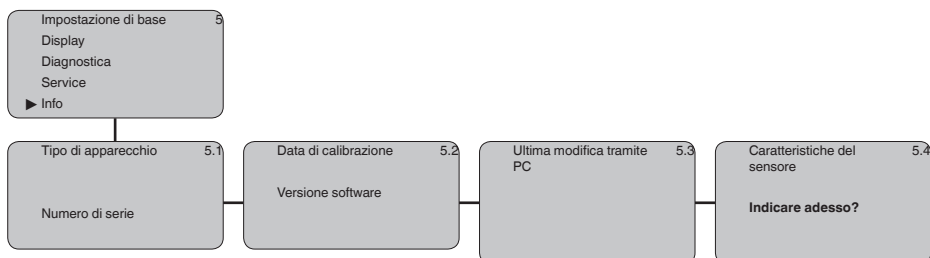 Impostazione di base 5
Display
Diagnostica
Service
▶ Info
Tipo di apparecchio 5.1
Numero di serie
Data di calibrazione 5.2
Versione software
Ultima modifica tramite 5.3
PC
Caratteristiche del 5.4
sensore
Indicare adesso?